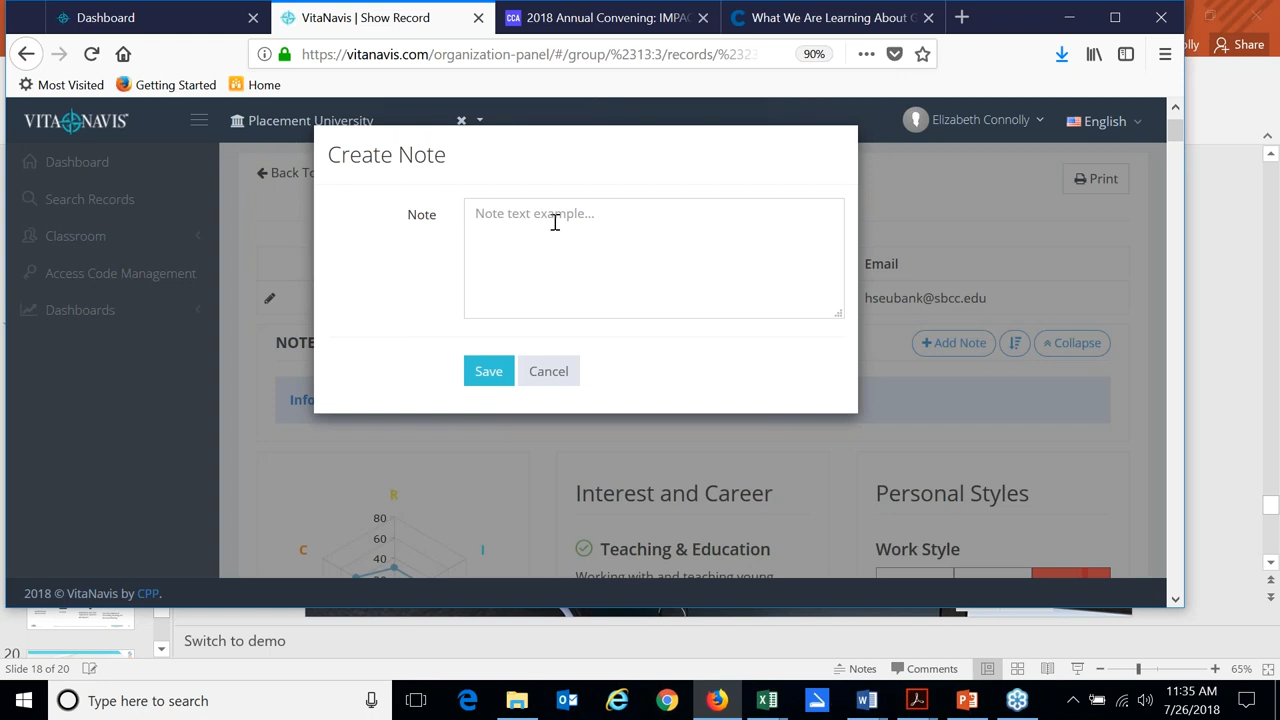 Dashboard
VitaNavis | Show Record
CCA 2018 Annual Convening: IMPAC
What We Are Learning About G
https://vitanavis.com/organization-panel/#/group/%2313:3/records/%2323
90%
Share
Most Visited
Getting Started
Home
VITA NAVIS
Placement University
Elizabeth Connolly
English
Create Note
Dashboard
Back To
Print
Search Records
Note
Note text example...
Classroom
Email
Access Code Management
hseubank@sbcc.edu
Dashboards
NOTE
Add Note
Collapse
Save
Cancel
Info
R
Interest and Career
Personal Styles
80
60
C
I
Teaching & Education
Work Style
40
Working with and teaching young
2018 © VitaNavis by CPP.
20
Switch to demo
Slide 18 of 20
Notes
Comments
65%
Type here to search
11:35 AM
7/26/2018